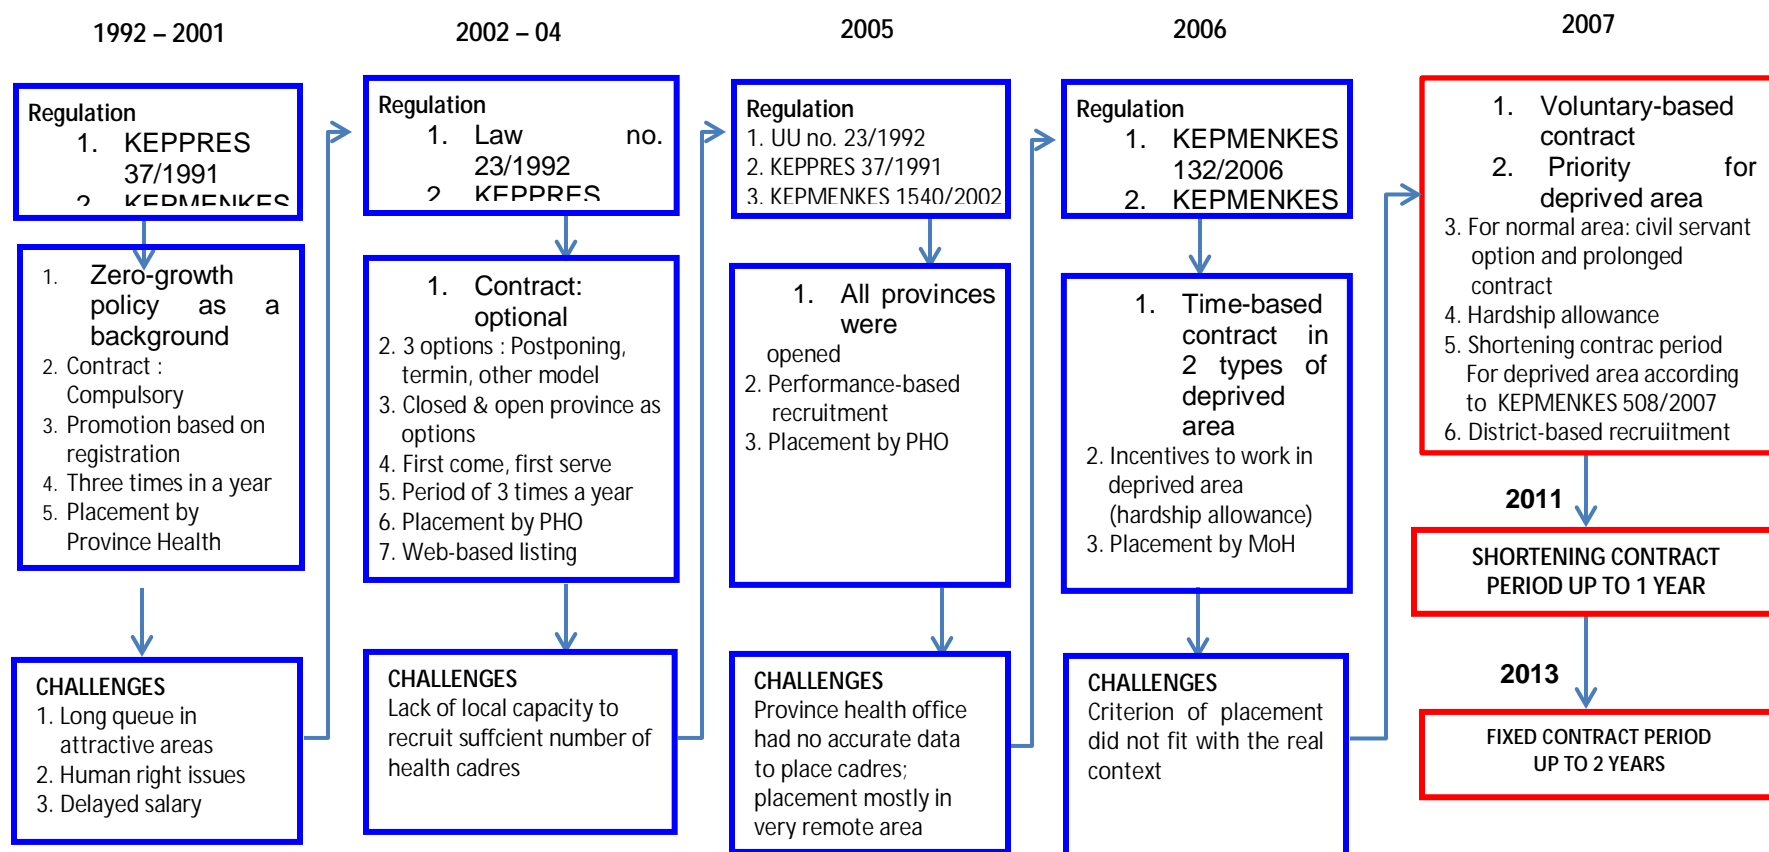 1992 – 2001
Regulation
1. KEPPRES
37/1991
2. KEPMENKES
1. Zero-growth
policy as a
background
2. Contract :
Compulsory
3. Promotion based on
registration
4. Three times in a year
5. Placement by
Province Health
CHALLENGES
1. Long queue in
attractive areas
2. Human right issues
3. Delayed salary
2002 – 04
Regulation
1. Law no.
23/1992
2. KEPPRES
1. Contract:
optional
2. 3 options : Postponing,
termin, other model
3. Closed & open province as
options
4. First come, first serve
5. Period of 3 times a year
6. Placement by PHO
7. Web-based listing
CHALLENGES
Lack of local capacity to
recruit suffcient number of
health cadres
2005
Regulation
1. UU no. 23/1992
2. KEPPRES 37/1991
3. KEPMENKES 1540/2002
1. All provinces
were
opened
2. Performance-based
recruitment
3. Placement by PHO
CHALLENGES
Province health office
had no accurate data
to place cadres;
placement mostly in
very remote area
2006
Regulation
1. KEPMENKES
132/2006
2. KEPMENKES
1. Time-based
contract in
2 types of
deprived
area
2. Incentives to work in
deprived area
(hardship allowance)
3. Placement by MoH
CHALLENGES
Criterion of placement
did not fit with the real
context
2007
1. Voluntary-based
contract
2. Priority for
deprived area
3. For normal area: civil servant
option and prolonged
contract
4. Hardship allowance
5. Shortening contrac period
For deprived area according
to KEPMENKES 508/2007
6. District-based recruiitment
2011
SHORTENING CONTRACT
PERIOD UP TO 1 YEAR
2013
FIXED CONTRACT PERIOD
UP TO 2 YEARS